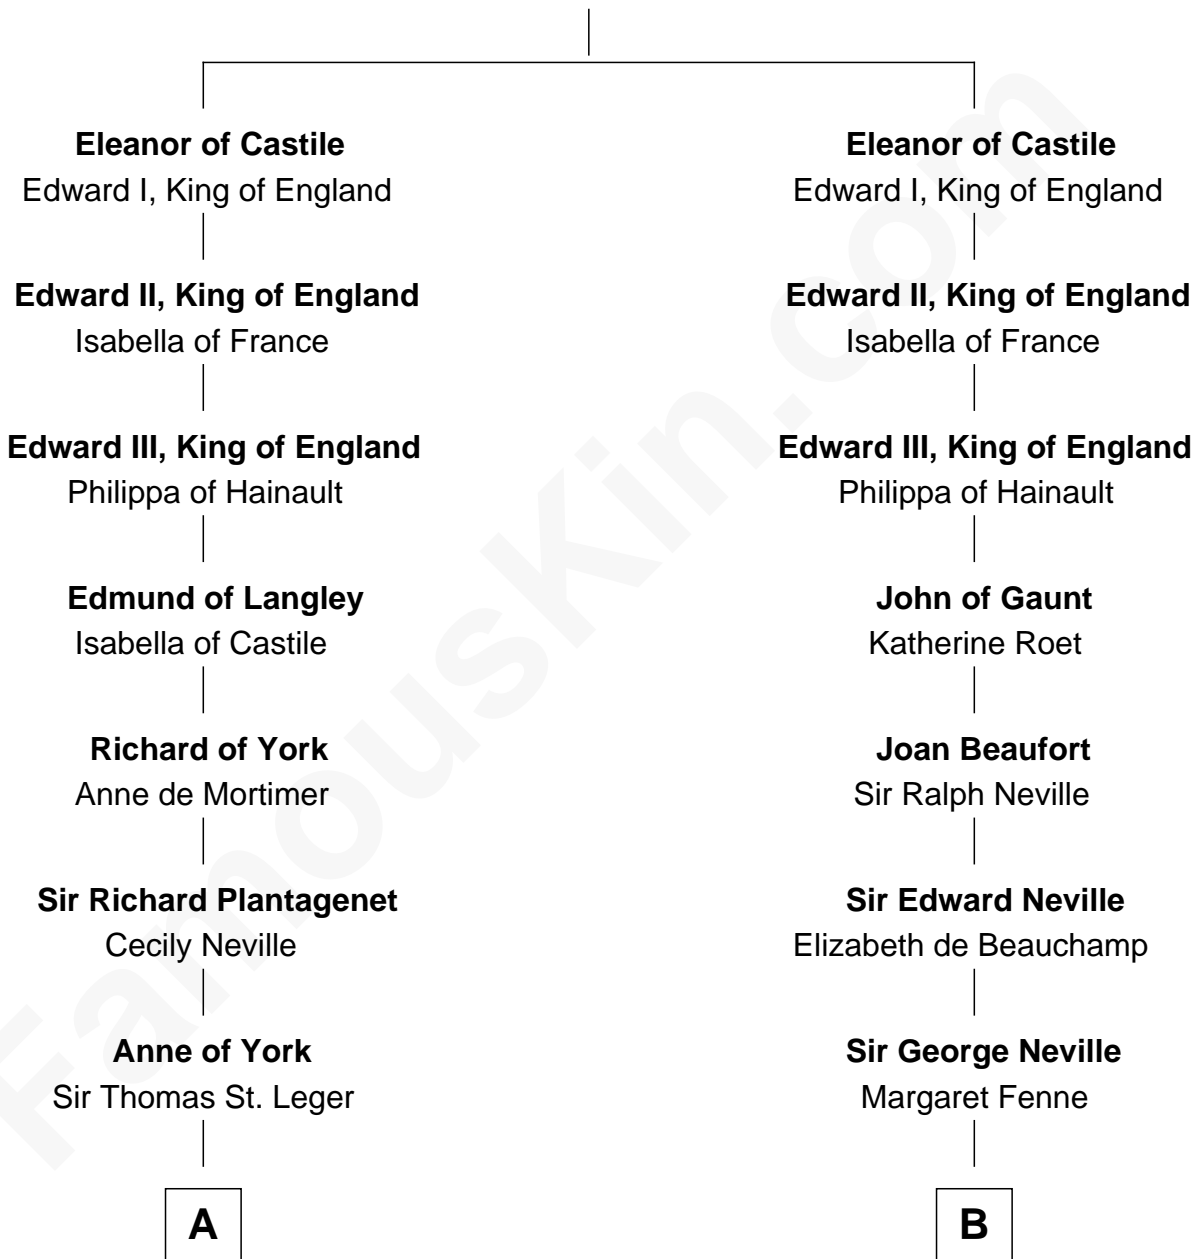 Eleanor of Castile
Edward I, King of England
Edward II, King of England
Isabella of France
Edward III, King of England
Philippa of Hainault
Edmund of Langley
Isabella of Castile
Richard of York
Anne de Mortimer
Sir Richard Plantagenet
Cecily Neville
Anne of York
Sir Thomas St. Leger
A
Eleanor of Castile
Edward I, King of England
Edward II, King of England
Isabella of France
Edward III, King of England
Philippa of Hainault
John of Gaunt
Katherine Roet
Joan Beaufort
Sir Ralph Neville
Sir Edward Neville
Elizabeth de Beauchamp
Sir George Neville
Margaret Fenne
B
FamousKin.com